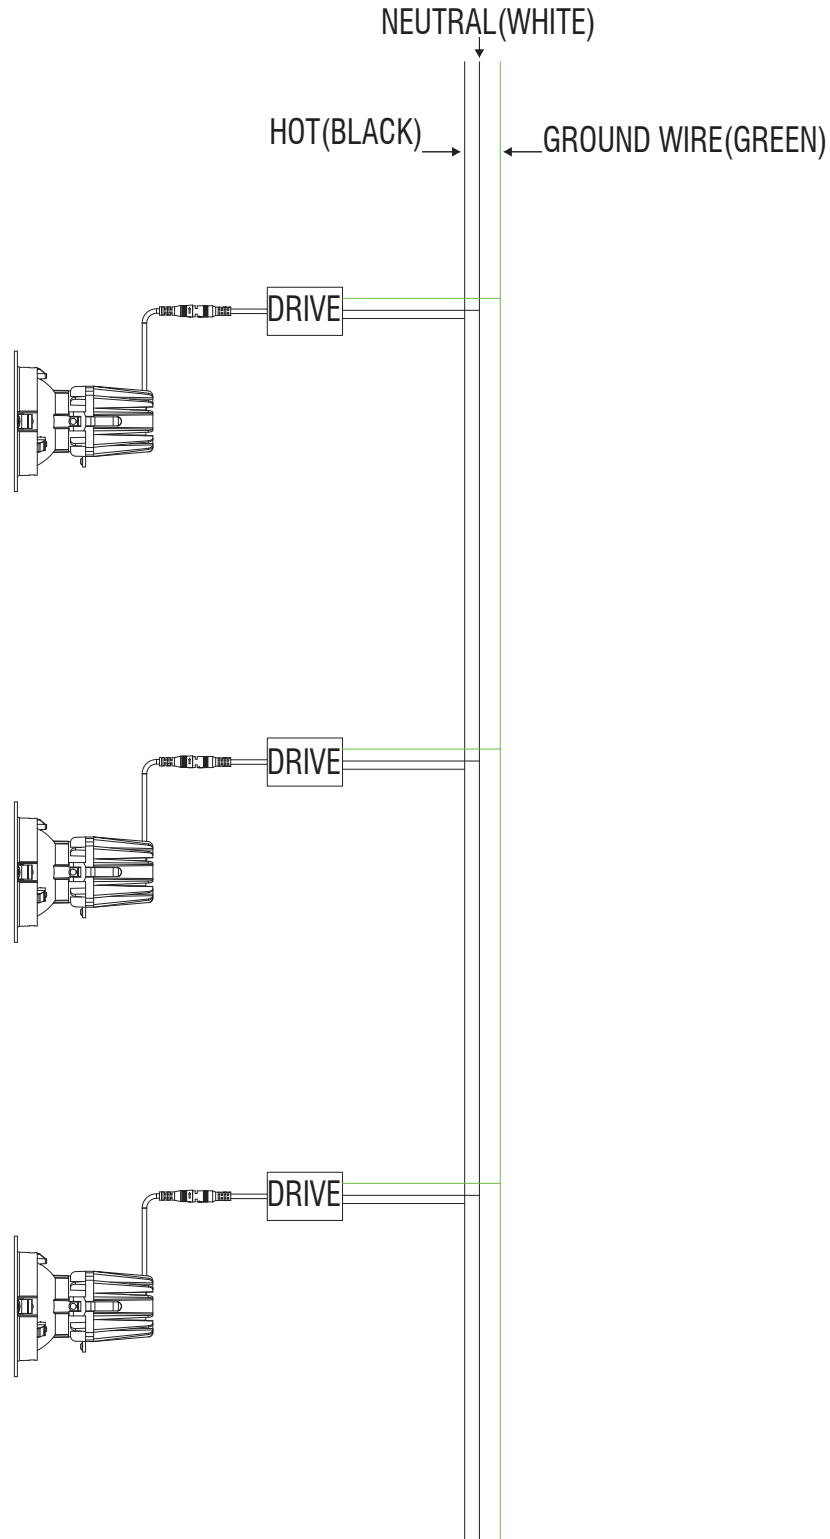 NEUTRAL(WHITE)
HOT(BLACK)
GROUND WIRE(GREEN)
DRIVE
DRIVE
DRIVE